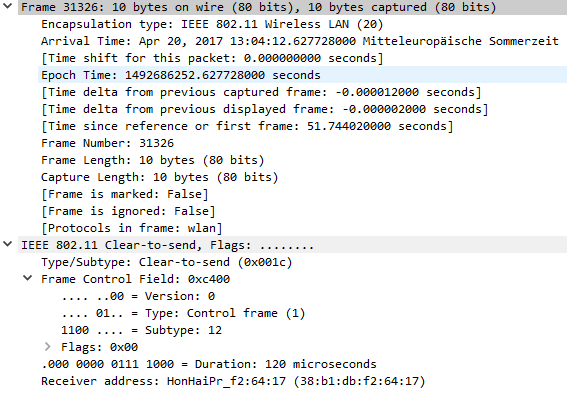 Frame 31326: 10 bytes on wire (80 bits), 10 bytes captured (80 bits)
Encapsulation type: IEEE 802.11 Wireless LAN (20)
Arrival Time: Apr 20, 2017 13:04:12.627728000 Mitteleuropäische Sommerzeit
[Time shift for this packet: 0.000000000 seconds]
Epoch Time: 1492686252.627728000 seconds
[Time delta from previous captured frame: -0.000012000 seconds]
[Time delta from previous displayed frame: -0.000002000 seconds]
[Time since reference or first frame: 51.744020000 seconds]
Frame Number: 31326
Frame Length: 10 bytes (80 bits)
Capture Length: 10 bytes (80 bits)
[Frame is marked: False]
[Frame is ignored: False]
[Protocols in frame: wlan]
IEEE 802.11 Clear-to-send, Flags: ........
Type/Subtype: Clear-to-send (0x001c)
Frame Control Field: 0xc400
.... ..00 = Version: 0
.... 01.. = Type: Control frame (1)
1100 .... = Subtype: 12
Flags: 0x00
.000 0000 0111 1000 = Duration: 120 microseconds
Receiver address: HonHaiPr_f2:64:17 (38:b1:db:f2:64:17)